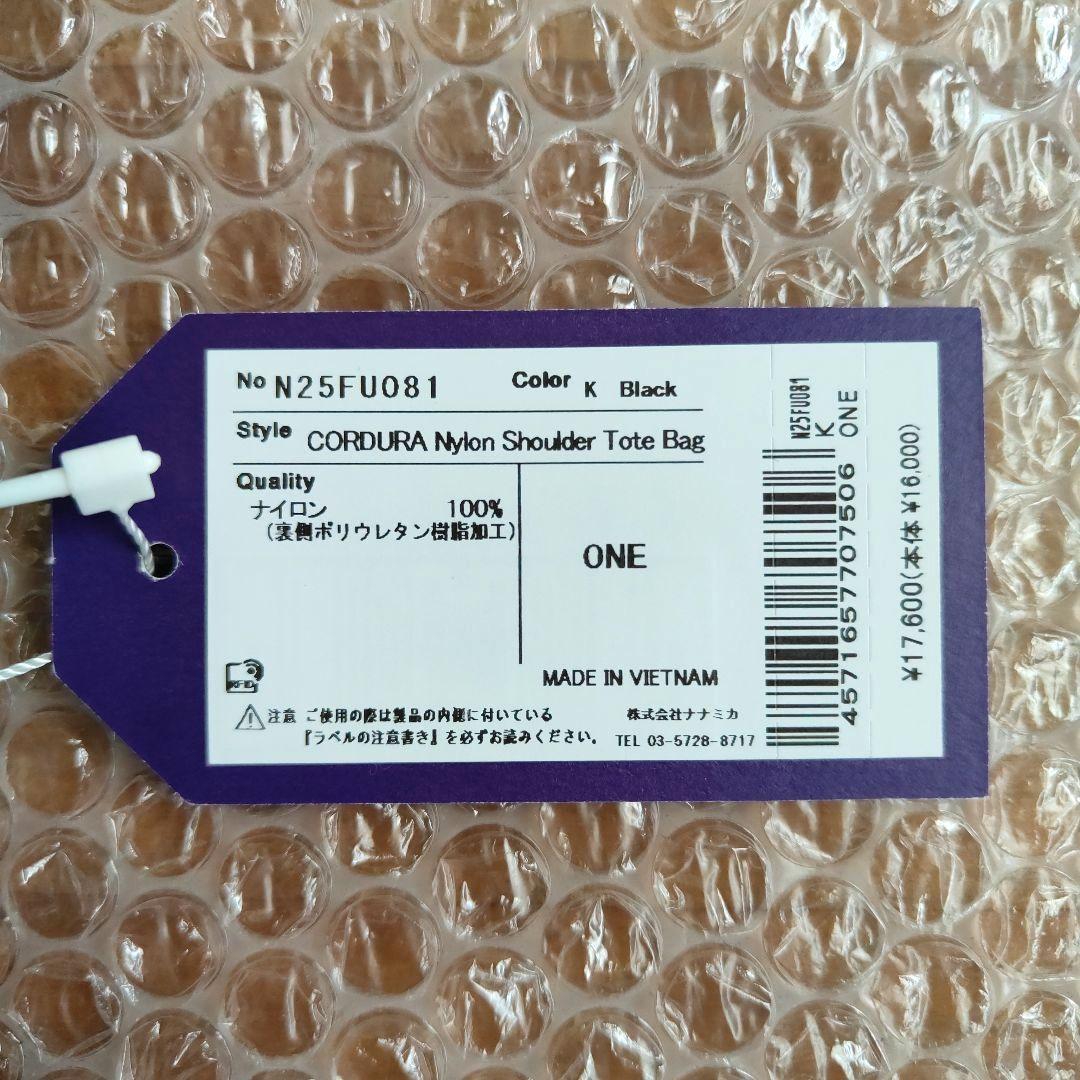 No N25FU081 Color K Black
Style CORDURA Nylon Shoulder Tote Bag
Quality
ナイロン 100%
(裏側ポリウレタン樹脂加工)
ONE
MADE IN VIETNAM
RFID
注意 ご使用の際は製品の内側に付いている
『ラベルの注意書き』を必ずお読みください。
株式会社ナナミカ
TEL 03-5728-8717
N25FU081
K
ONE
4571657707506
¥17,600(本体 ¥16,000)